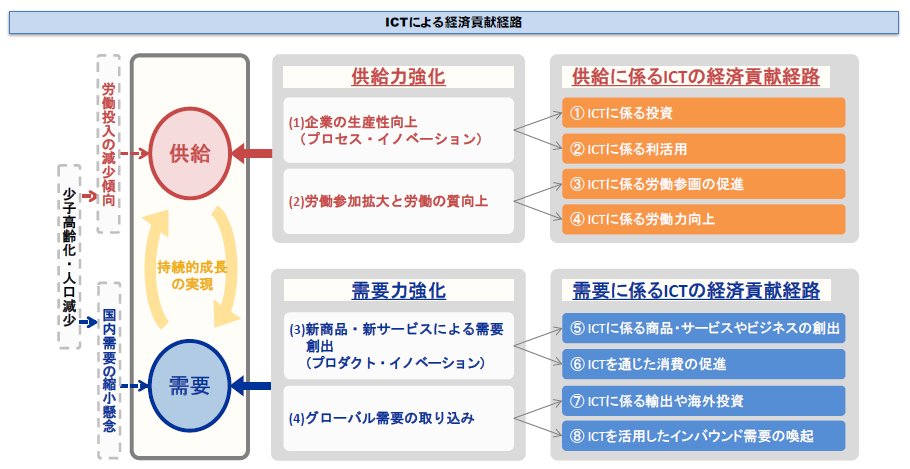 ICTによる経済貢献経路
少子高齢化・人口減少
労働投入の減少傾向
国内需要の縮小懸念
供給
持続的成長
の実現
需要
供給力強化
(1)企業の生産性向上
（プロセス・イノベーション）
(2)労働参加拡大と労働の質向上
供給に係るICTの経済貢献経路
① ICTに係る投資
② ICTに係る利活用
③ ICTに係る労働参画の促進
④ ICTに係る労働力向上
需要力強化
(3)新商品・新サービスによる需要
創出
（プロダクト・イノベーション）
(4)グローバル需要の取り込み
需要に係るICTの経済貢献経路
⑤ ICTに係る商品・サービスやビジネスの創出
⑥ ICTを通じた消費の促進
⑦ ICTに係る輸出や海外投資
⑧ ICTを活用したインバウンド需要の喚起